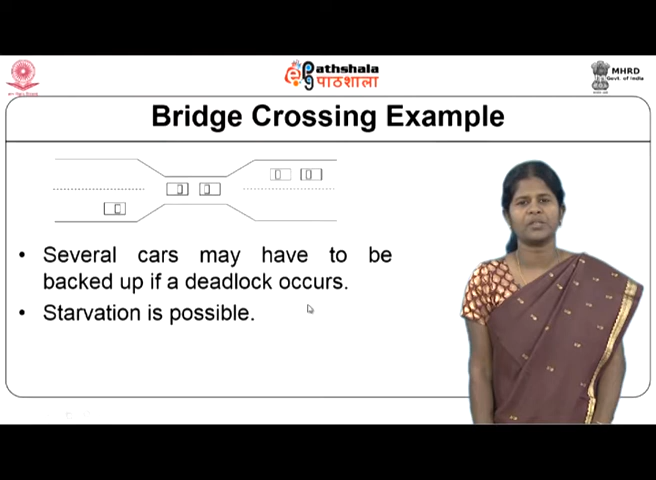 Pathshala
पाठशाला
MHRD
Govt. of India
Bridge Crossing Example
• Several cars may have to be
backed up if a deadlock occurs.
• Starvation is possible.